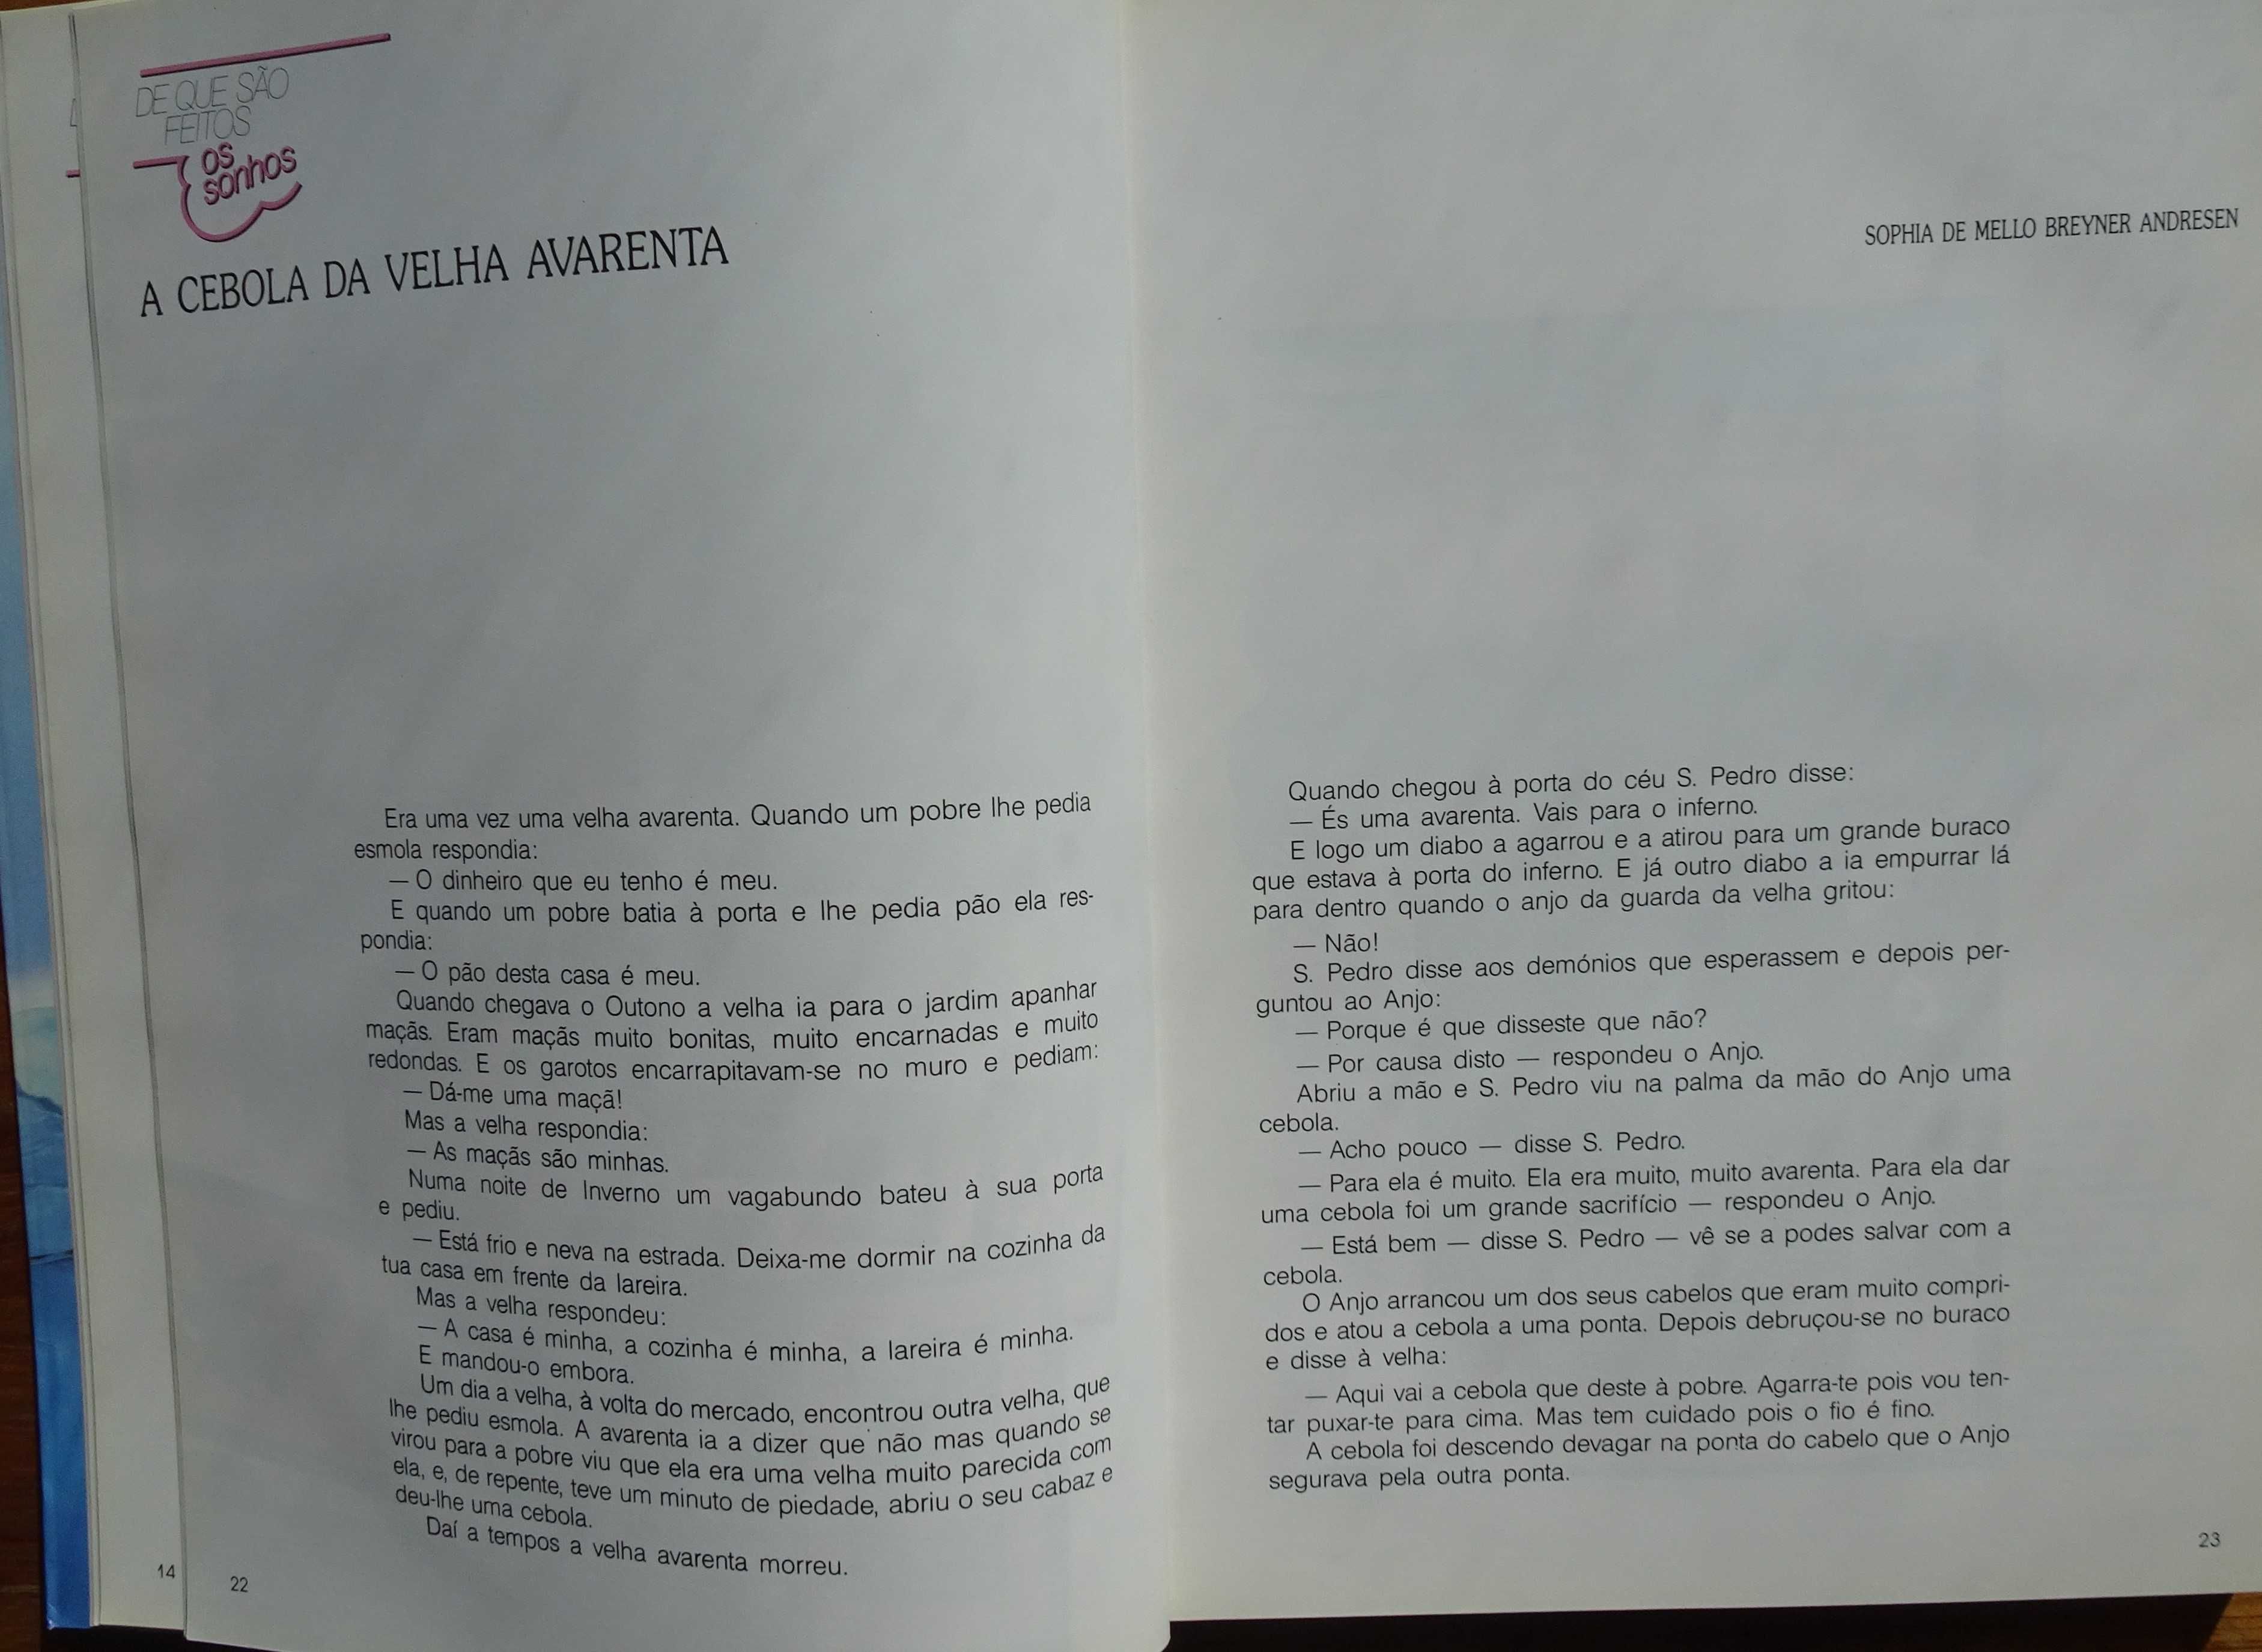 DE QUE SÃO
FEITOS
os
sonhos
A CEBOLA DA VELHA AVARENTA
Era uma vez uma velha avarenta. Quando um pobre lhe pedia
esmola respondia:
— O dinheiro que eu tenho é meu.
E quando um pobre batia à porta e lhe pedia pão ela res-
pondia:
— O pão desta casa é meu.
Quando chegava o Outono a velha ia para o jardim apanhar
maçãs. Eram maçãs muito bonitas, muito encarnadas e muito
redondas. E os garotos encarrapitavam-se no muro e pediam:
— Dá-me uma maçã!
Mas a velha respondia:
— As maçãs são minhas.
Numa noite de Inverno um vagabundo bateu à sua porta
e pediu.
— Está frio e neva na estrada. Deixa-me dormir na cozinha da
tua casa em frente da lareira.
Mas a velha respondeu:
— A casa é minha, a cozinha é minha, a lareira é minha.
E mandou-o embora.
Um dia a velha, à volta do mercado, encontrou outra velha, que
lhe pediu esmola. A avarenta ia a dizer que não mas quando se
virou para a pobre viu que ela era uma velha muito parecida com
ela, e, de repente, teve um minuto de piedade, abriu o seu cabaz e
deu-lhe uma cebola.
Daí a tempos a velha avarenta morreu.
14
22
SOPHIA DE MELLO BREYNER ANDRESEN
Quando chegou à porta do céu S. Pedro disse:
— És uma avarenta. Vais para o inferno.
E logo um diabo a agarrou e a atirou para um grande buraco
que estava à porta do inferno. E já outro diabo a ia empurrar lá
para dentro quando o anjo da guarda da velha gritou:
— Não!
S. Pedro disse aos demónios que esperassem e depois per-
guntou ao Anjo:
— Porque é que disseste que não?
— Por causa disto — respondeu o Anjo.
Abriu a mão e S. Pedro viu na palma da mão do Anjo uma
cebola.
— Acho pouco — disse S. Pedro.
— Para ela é muito. Ela era muito, muito avarenta. Para ela dar
uma cebola foi um grande sacrifício — respondeu o Anjo.
— Está bem — disse S. Pedro — vê se a podes salvar com a
cebola.
O Anjo arrancou um dos seus cabelos que eram muito compri-
dos e atou a cebola a uma ponta. Depois debruçou-se no buraco
e disse à velha:
— Aqui vai a cebola que deste à pobre. Agarra-te pois vou ten-
tar puxar-te para cima. Mas tem cuidado pois o fio é fino.
A cebola foi descendo devagar na ponta do cabelo que o Anjo
segurava pela outra ponta.
23